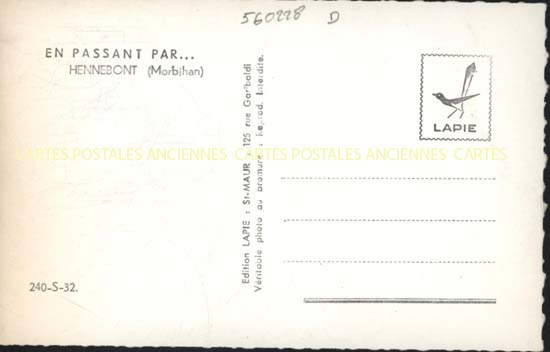 560228 D
EN PASSANT PAR...
HENNEBONT (Morbihan)
LAPIE
CARTES POSTALES ANCIENNES CARTES POSTALES ANCIENNES CARTES
Edition LAPIE : St-MAUR - 125 rue Garibaldi
Véritable photo au bromure - Reprod. Interdite.
240-S-32.